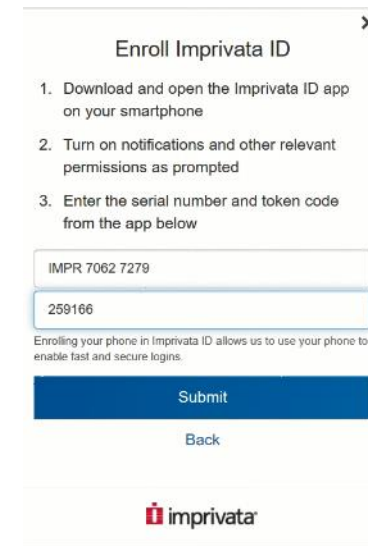 Enroll Imprivata ID
1. Download and open the Imprivata ID app
on your smartphone
2. Turn on notifications and other relevant
permissions as prompted
3. Enter the serial number and token code
from the app below
IMPR 7062 7279
259166
Enrolling your phone in Imprivata ID allows us to use your phone to
enable fast and secure logins.
Submit
Back
imprivata